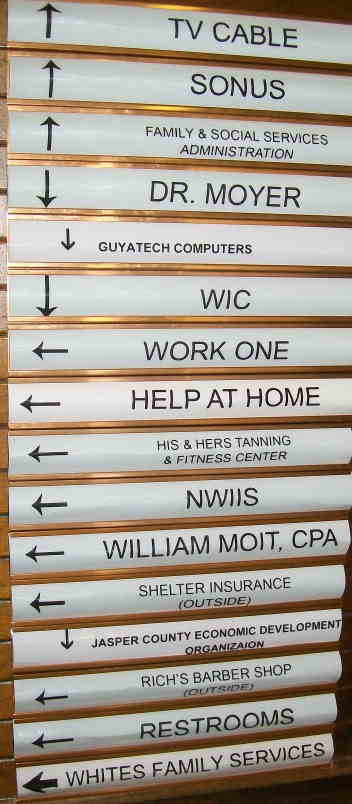 ↑ TV CABLE
↑ SONUS
↑ FAMILY & SOCIAL SERVICES
ADMINISTRATION
↓ DR. MOYER
↓ GUYATECH COMPUTERS
↓ WIC
← WORK ONE
← HELP AT HOME
← HIS & HERS TANNING
& FITNESS CENTER
← NWIIS
← WILLIAM MOIT, CPA
← SHELTER INSURANCE
(OUTSIDE)
↓ JASPER COUNTY ECONOMIC DEVELOPMENT
ORGANIZAION
← RICH'S BARBER SHOP
(OUTSIDE)
← RESTROOMS
← WHITES FAMILY SERVICES